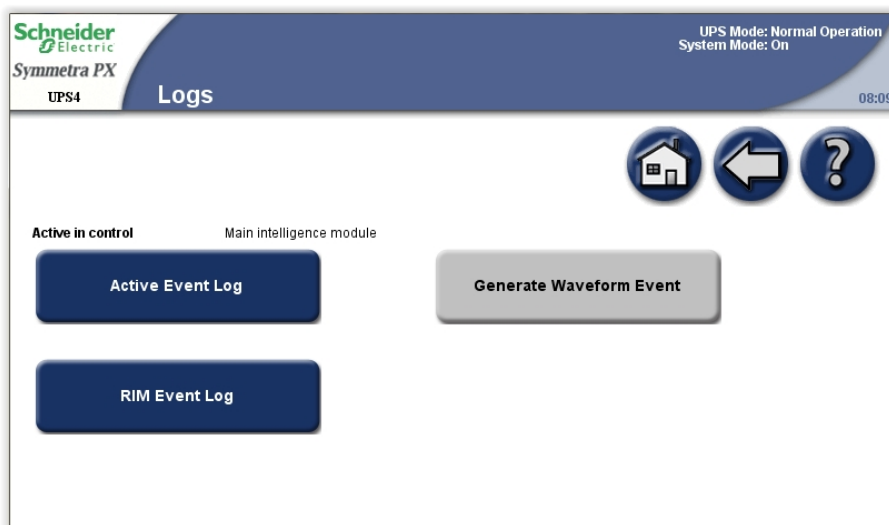 Schneider
Electric
Symmetra PX
UPS4
Logs
UPS Mode: Normal Operation
System Mode: On
08:09
?
Active in control Main intelligence module
Active Event Log
Generate Waveform Event
RIM Event Log